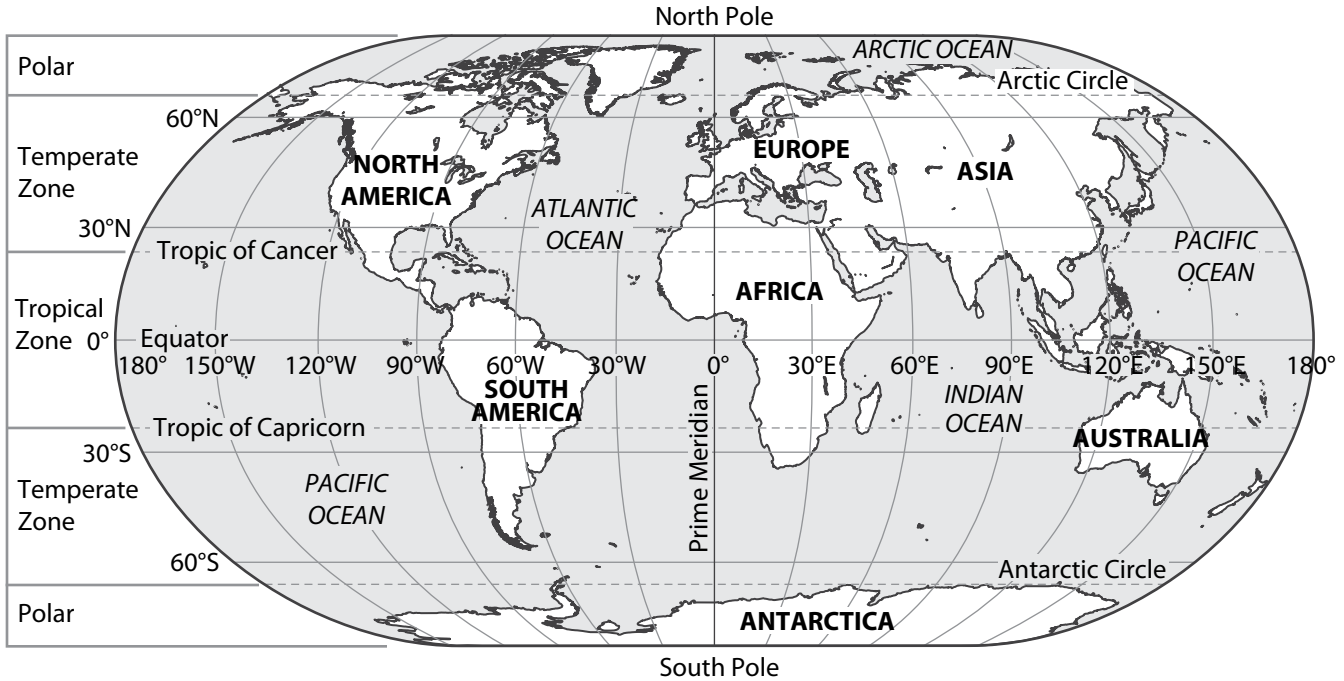 North Pole
ARCTIC OCEAN
Polar
Arctic Circle
60°N
Temperate
Zone
NORTH
AMERICA
EUROPE
ASIA
ATLANTIC
OCEAN
30°N
PACIFIC
OCEAN
Tropic of Cancer
AFRICA
Tropical
Zone 0°
Equator
180° 150°W 120°W 90°W 60°W 30°W 0° 30°E 60°E 90°E 120°E 150°E 180°
SOUTH
AMERICA
Prime Meridian
INDIAN
OCEAN
Tropic of Capricorn
AUSTRALIA
30°S
Temperate
Zone
PACIFIC
OCEAN
60°S
Antarctic Circle
Polar
ANTARCTICA
South Pole